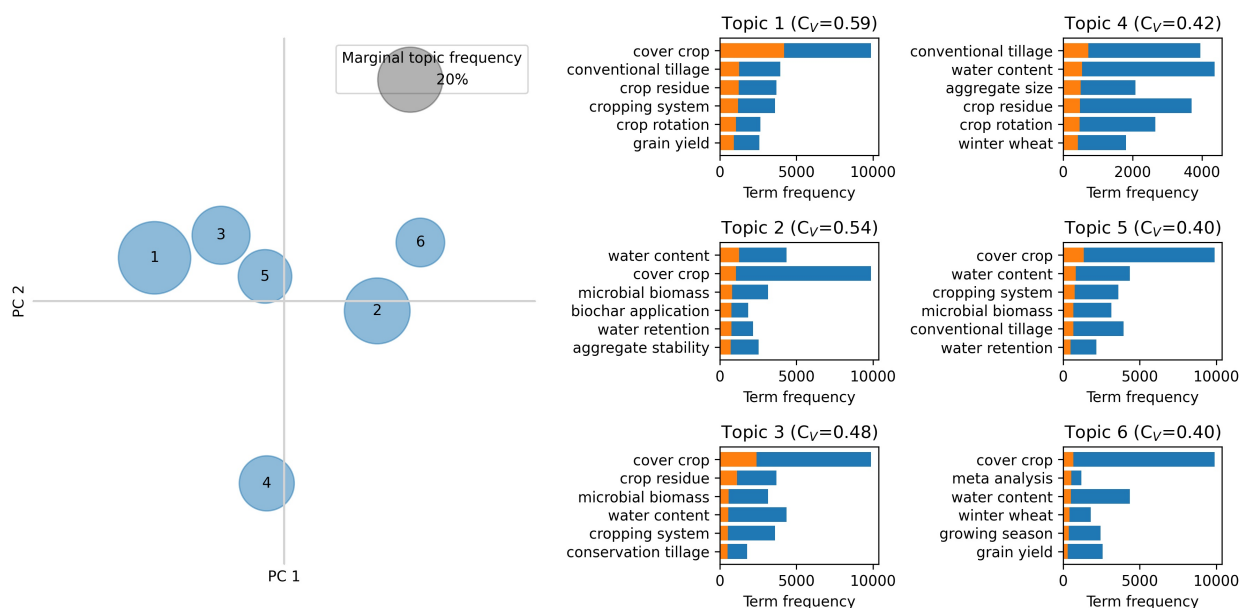 Marginal topic frequency
20%
1
3
5
6
2
4
PC 2
PC 1
Topic 1 (C_V=0.59)
cover crop
conventional tillage
crop residue
cropping system
crop rotation
grain yield
0 5000 10000
Term frequency
Topic 4 (C_V=0.42)
conventional tillage
water content
aggregate size
crop residue
crop rotation
winter wheat
0 2000 4000
Term frequency
Topic 2 (C_V=0.54)
water content
cover crop
microbial biomass
biochar application
water retention
aggregate stability
0 5000 10000
Term frequency
Topic 5 (C_V=0.40)
cover crop
water content
cropping system
microbial biomass
conventional tillage
water retention
0 5000 10000
Term frequency
Topic 3 (C_V=0.48)
cover crop
crop residue
microbial biomass
water content
cropping system
conservation tillage
0 5000 10000
Term frequency
Topic 6 (C_V=0.40)
cover crop
meta analysis
water content
winter wheat
growing season
grain yield
0 5000 10000
Term frequency